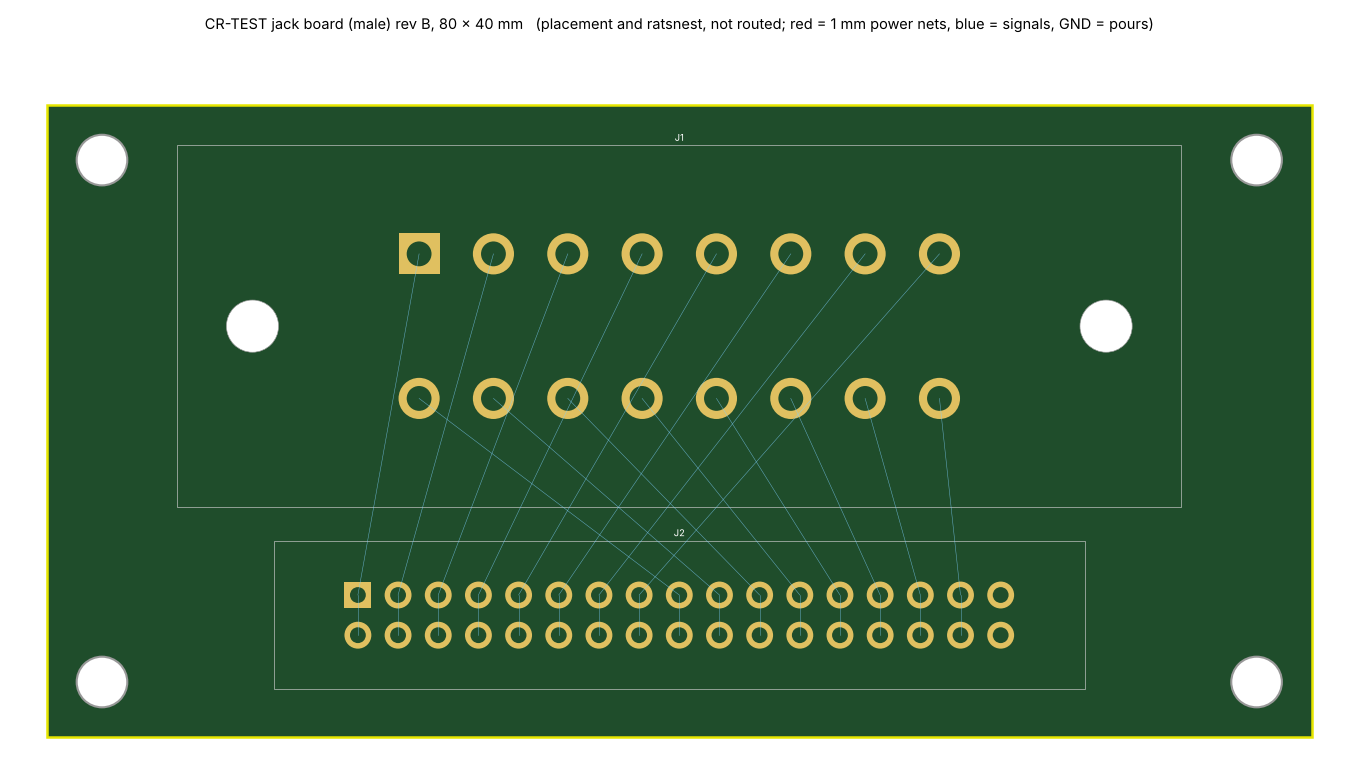 CR-TEST jack board (male) rev B, 80 × 40 mm (placement and ratsnest, not routed; red = 1 mm power nets, blue = signals, GND = pours)
J1
J2